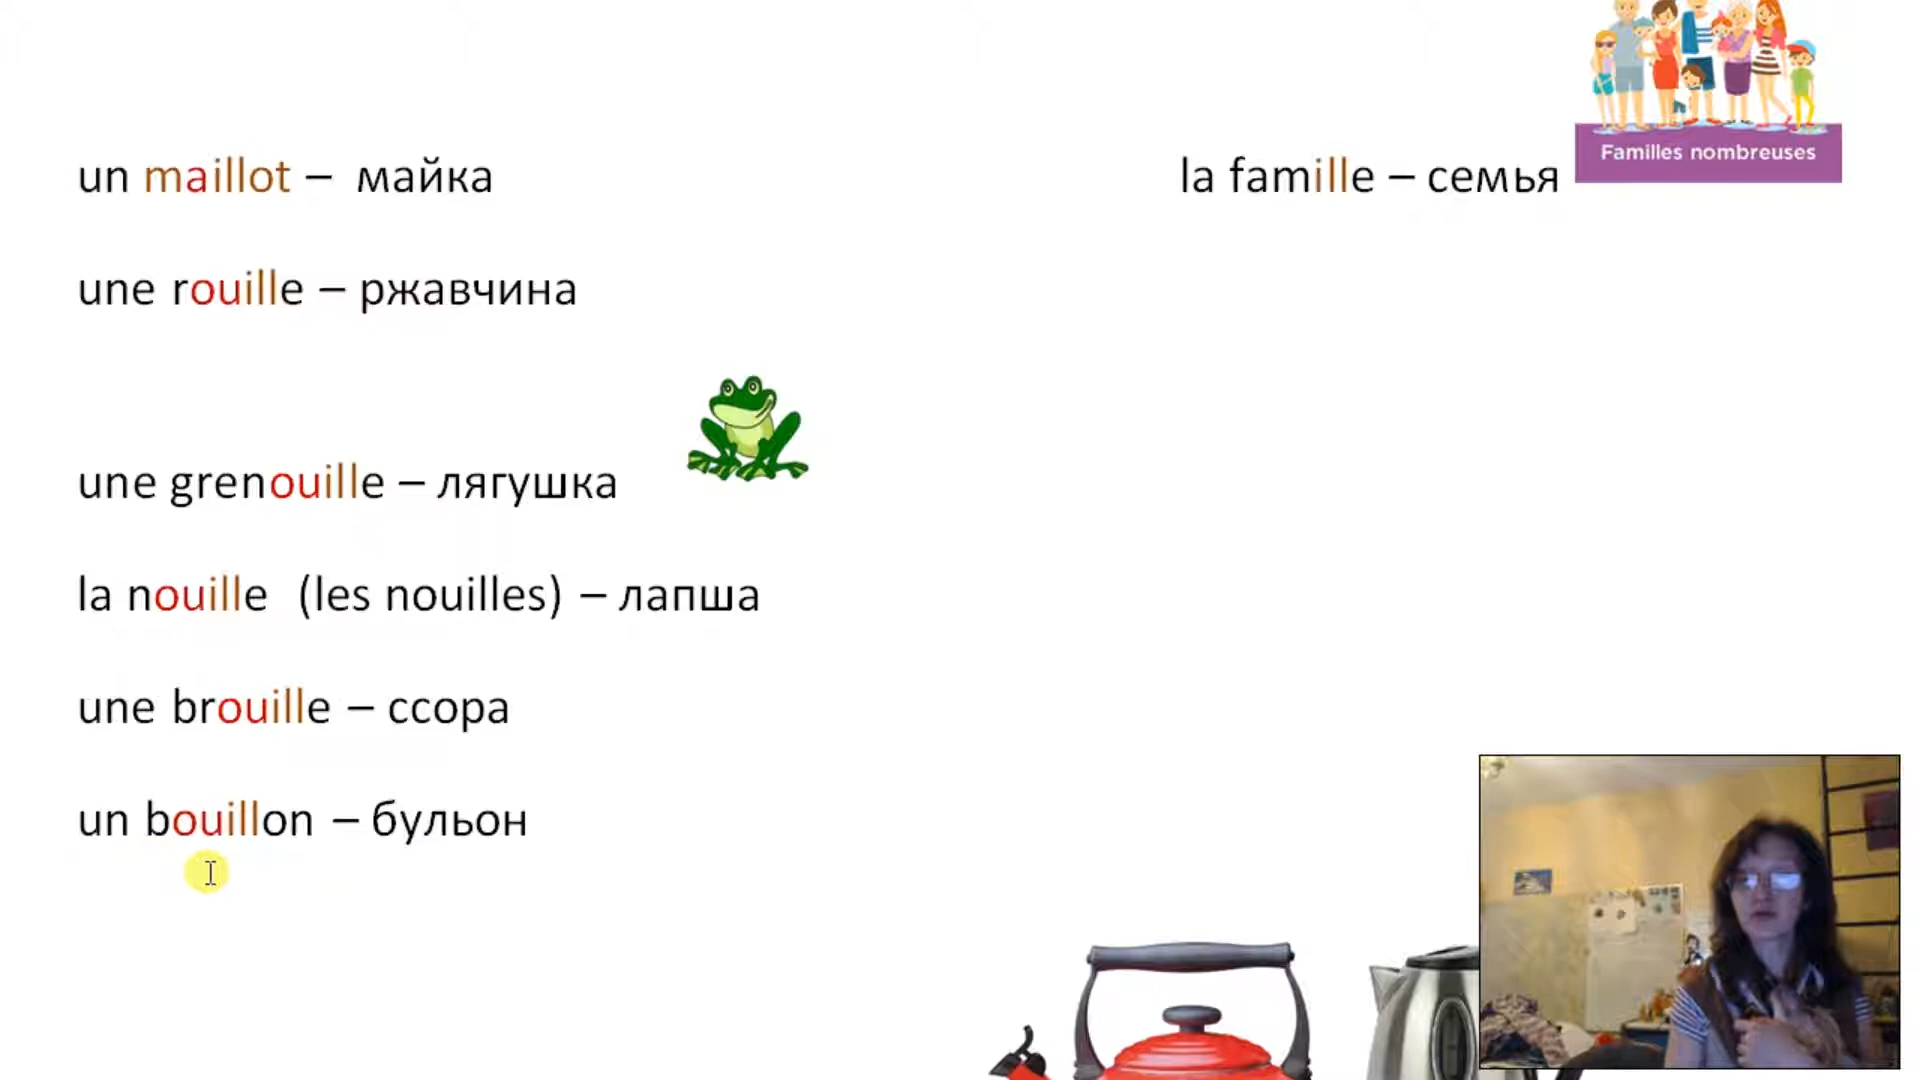 un maillot – майка
une rouille – ржавчина
une grenouille – лягушка
la nouille (les nouilles) – лапша
une brouille – ссора
un bouillon – бульон
la famille – семья
Familles nombreuses